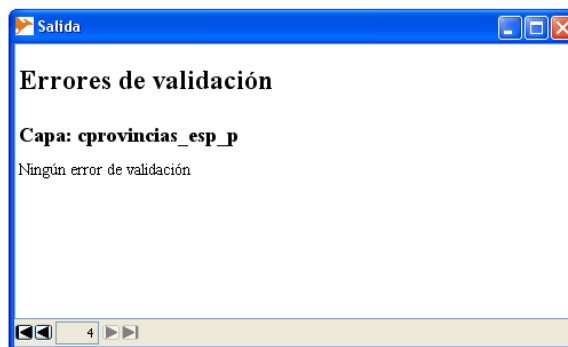 Salida
Errores de validación
Capa: cprovincias_esp_p
Ningún error de validación
4